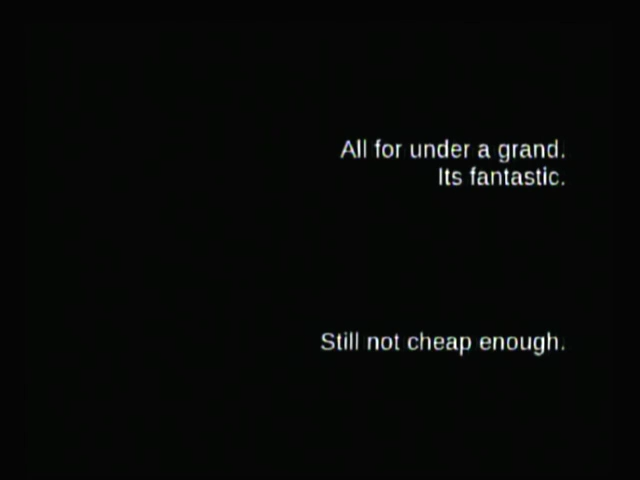 All for under a grand.
Its fantastic.
Still not cheap enough.